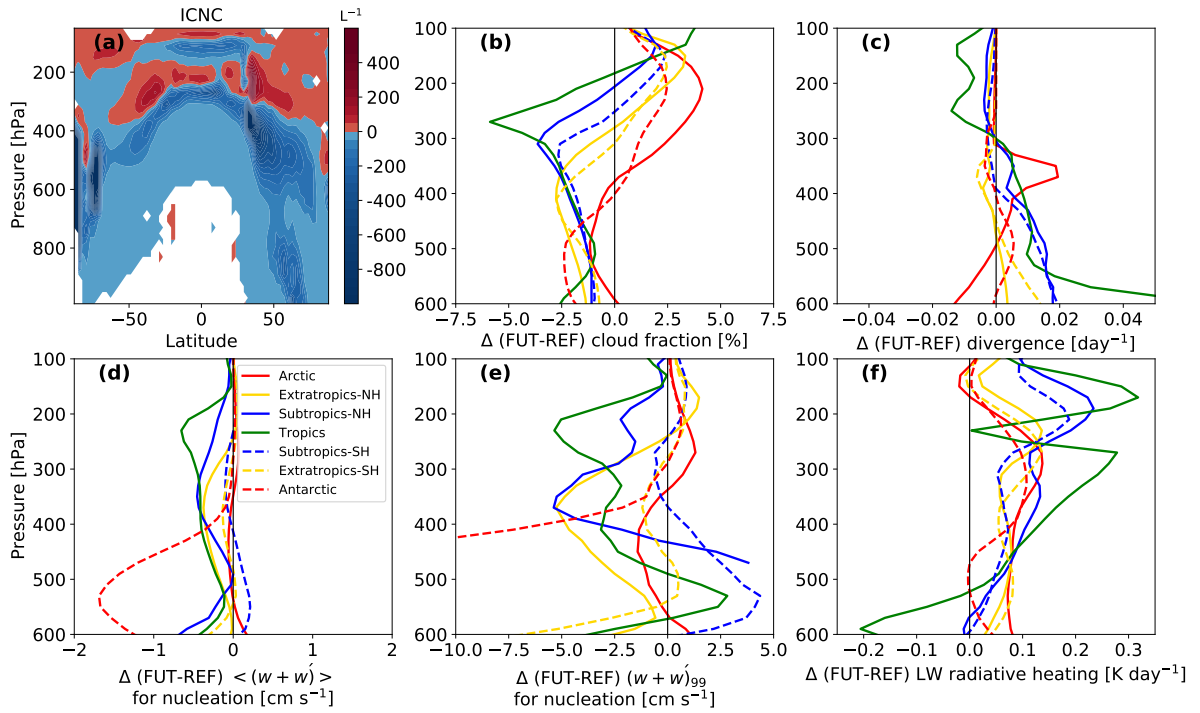 ICNC
L⁻¹
(a)
Pressure [hPa]
200
400
600
800
−50
0
50
Latitude
400
200
0
-200
-400
-600
-800
(b)
100
200
300
400
500
600
−7.5
−5.0
−2.5
0.0
2.5
5.0
7.5
Δ (FUT-REF) cloud fraction [%]
(c)
100
200
300
400
500
600
−0.04
−0.02
0.00
0.02
0.04
Δ (FUT-REF) divergence [day⁻¹]
(d)
Pressure [hPa]
100
200
300
400
500
600
−2
−1
0
1
2
Arctic
Extratropics-NH
Subtropics-NH
Tropics
Subtropics-SH
Extratropics-SH
Antarctic
Δ (FUT-REF) < (w + w´) >
for nucleation [cm s⁻¹]
(e)
100
200
300
400
500
600
−10.0
−7.5
−5.0
−2.5
0.0
2.5
5.0
Δ (FUT-REF) (w + w´)₉₉
for nucleation [cm s⁻¹]
(f)
100
200
300
400
500
600
0.0
−0.2
−0.1
0.1
0.2
0.3
Δ (FUT-REF) LW radiative heating [K day⁻¹]